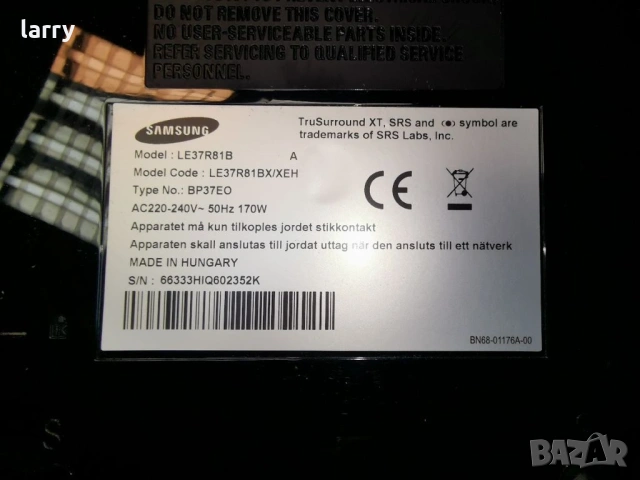 larry
DO NOT REMOVE THIS COVER.
NO USER-SERVICEABLE PARTS INSIDE.
REFER SERVICING TO QUALIFIED SERVICE
PERSONNEL.
SAMSUNG
TruSurround XT, SRS and (●) symbol are
trademarks of SRS Labs, Inc.
Model : LE37R81B A
Model Code : LE37R81BX/XEH
Type No.: BP37EO
AC220-240V~ 50Hz 170W
Apparatet må kun tilkoples jordet stikkontakt
Apparaten skall anslutas till jordat uttag när den ansluts till ett nätverk
MADE IN HUNGARY
S/N : 66333HIQ602352K
BN68-01176A-00
BAZAR